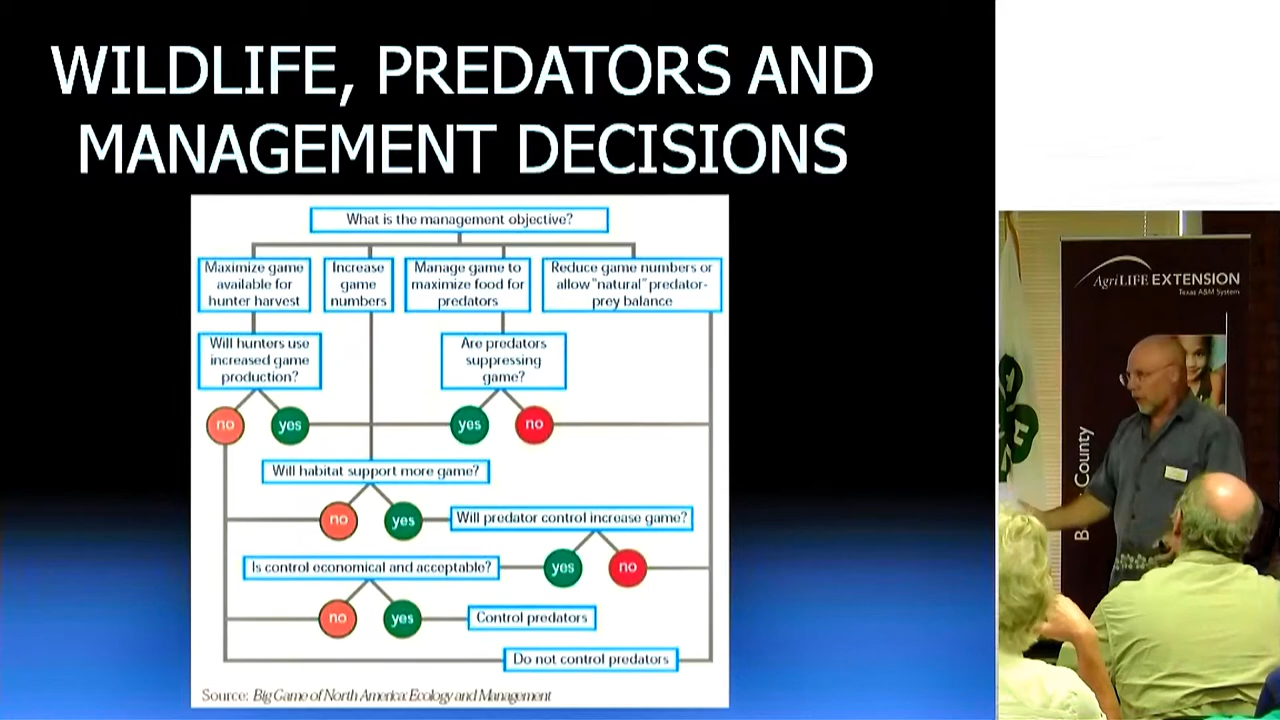 WILDLIFE, PREDATORS AND
MANAGEMENT DECISIONS
What is the management objective?
Maximize game
available for
hunter harvest
Increase
game
numbers
Manage game to
maximize food for
predators
Reduce game numbers or
allow "natural" predator-
prey balance
Will hunters use
increased game
production?
Are predators
suppressing
game?
no
yes
yes
no
Will habitat support more game?
no
yes
Will predator control increase game?
Is control economical and acceptable?
yes
no
no
yes
Control predators
Do not control predators
Source: Big Game of North America: Ecology and Management
AgriLIFE EXTENSION
Texas A&M System
County